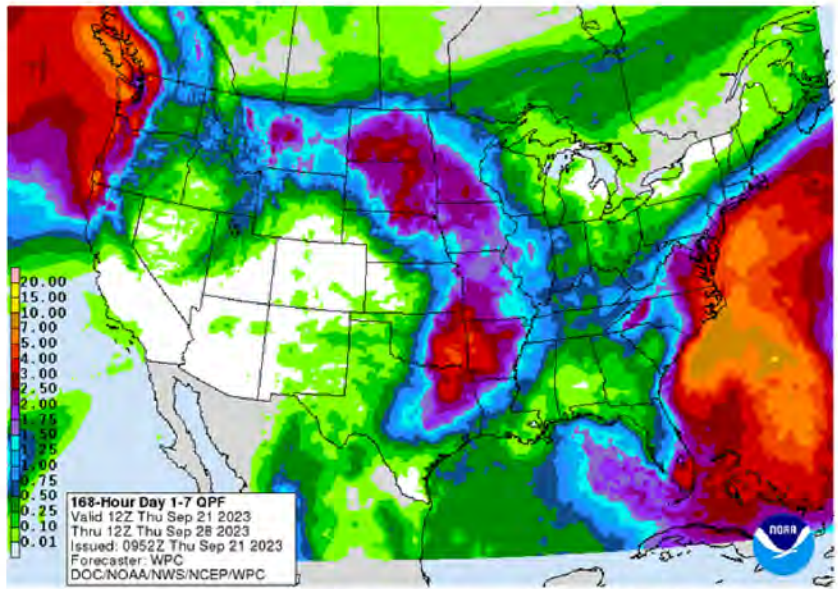 20.00
15.00
10.00
7.00
5.00
4.00
3.00
2.50
2.00
1.75
1.50
1.25
1.00
0.75
0.50
0.25
0.10
0.01
168-Hour Day 1-7 QPF
Valid 12Z Thu Sep 21 2023
Thru 12Z Thu Sep 28 2023
Issued: 0952Z Thu Sep 21 2023
Forecaster: WPC
DOC/NOAA/NWS/NCEP/WPC
NOAA